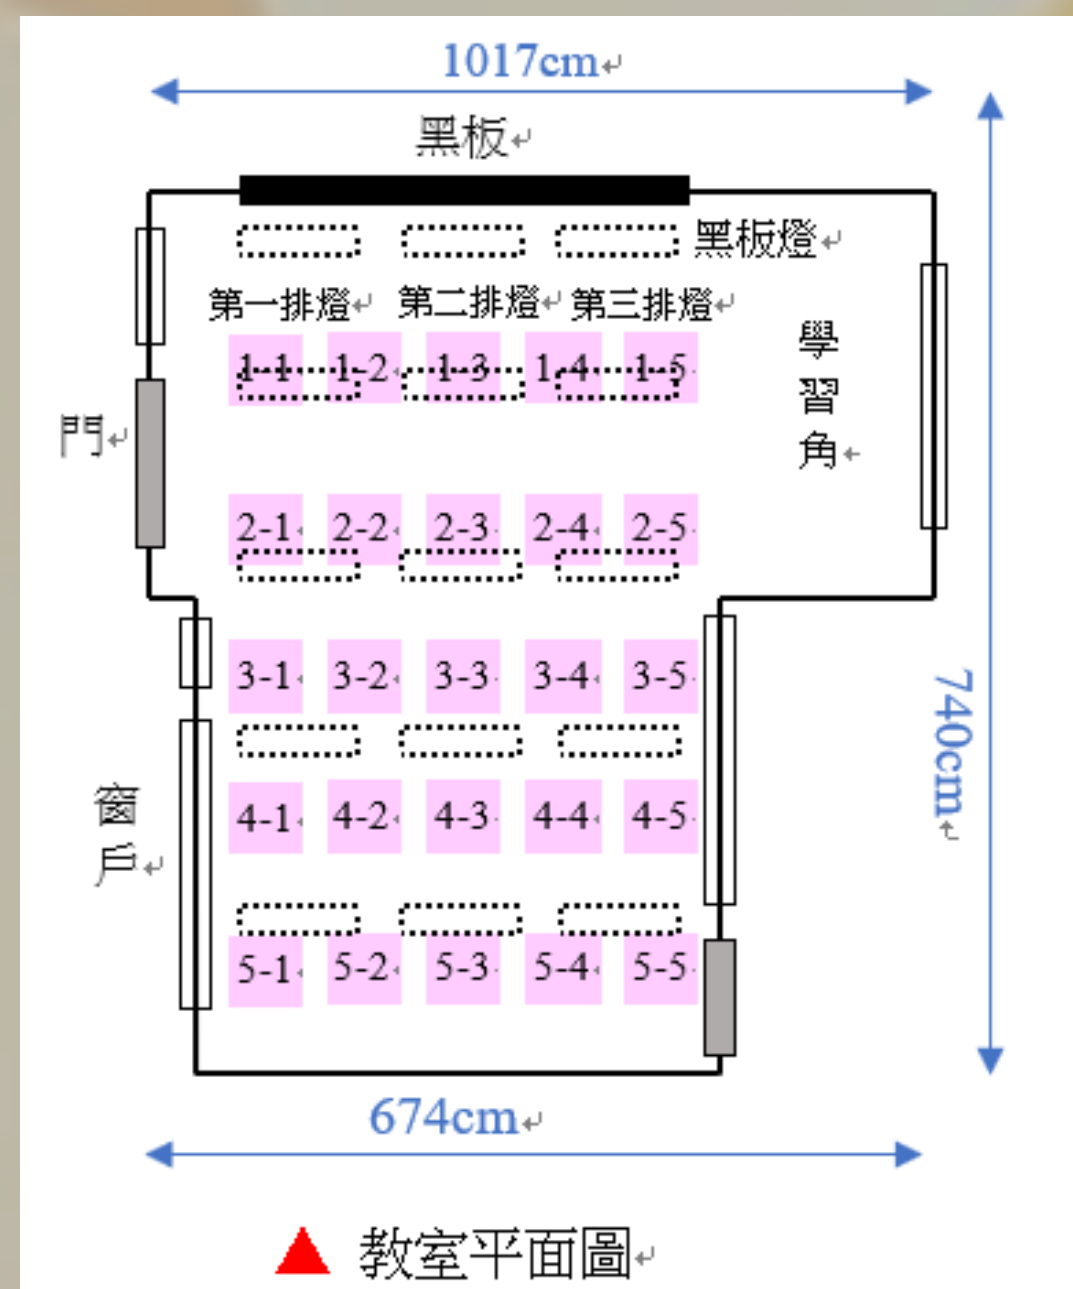 1017cm
黑板
黑板燈
第一排燈 第二排燈 第三排燈
1-1 1-2 1-3 1-4 1-5
學習角
門
2-1 2-2 2-3 2-4 2-5
3-1 3-2 3-3 3-4 3-5
740cm
窗戶
4-1 4-2 4-3 4-4 4-5
5-1 5-2 5-3 5-4 5-5
674cm
教室平面圖